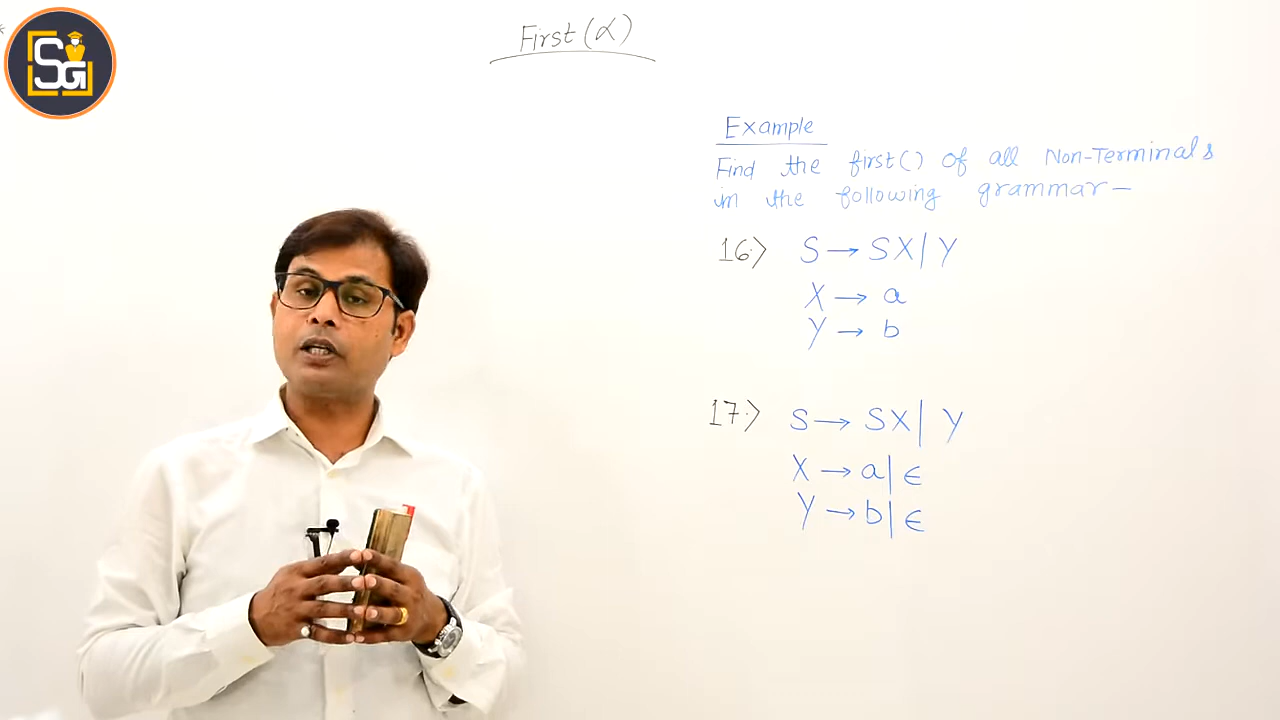 SG
First(α)
Example
Find the first() of all Non-Terminals
in the following grammar-
16:> S → SX| Y
X → a
Y → b
17:> S → SX| Y
X → a| ϵ
Y → b| ϵ